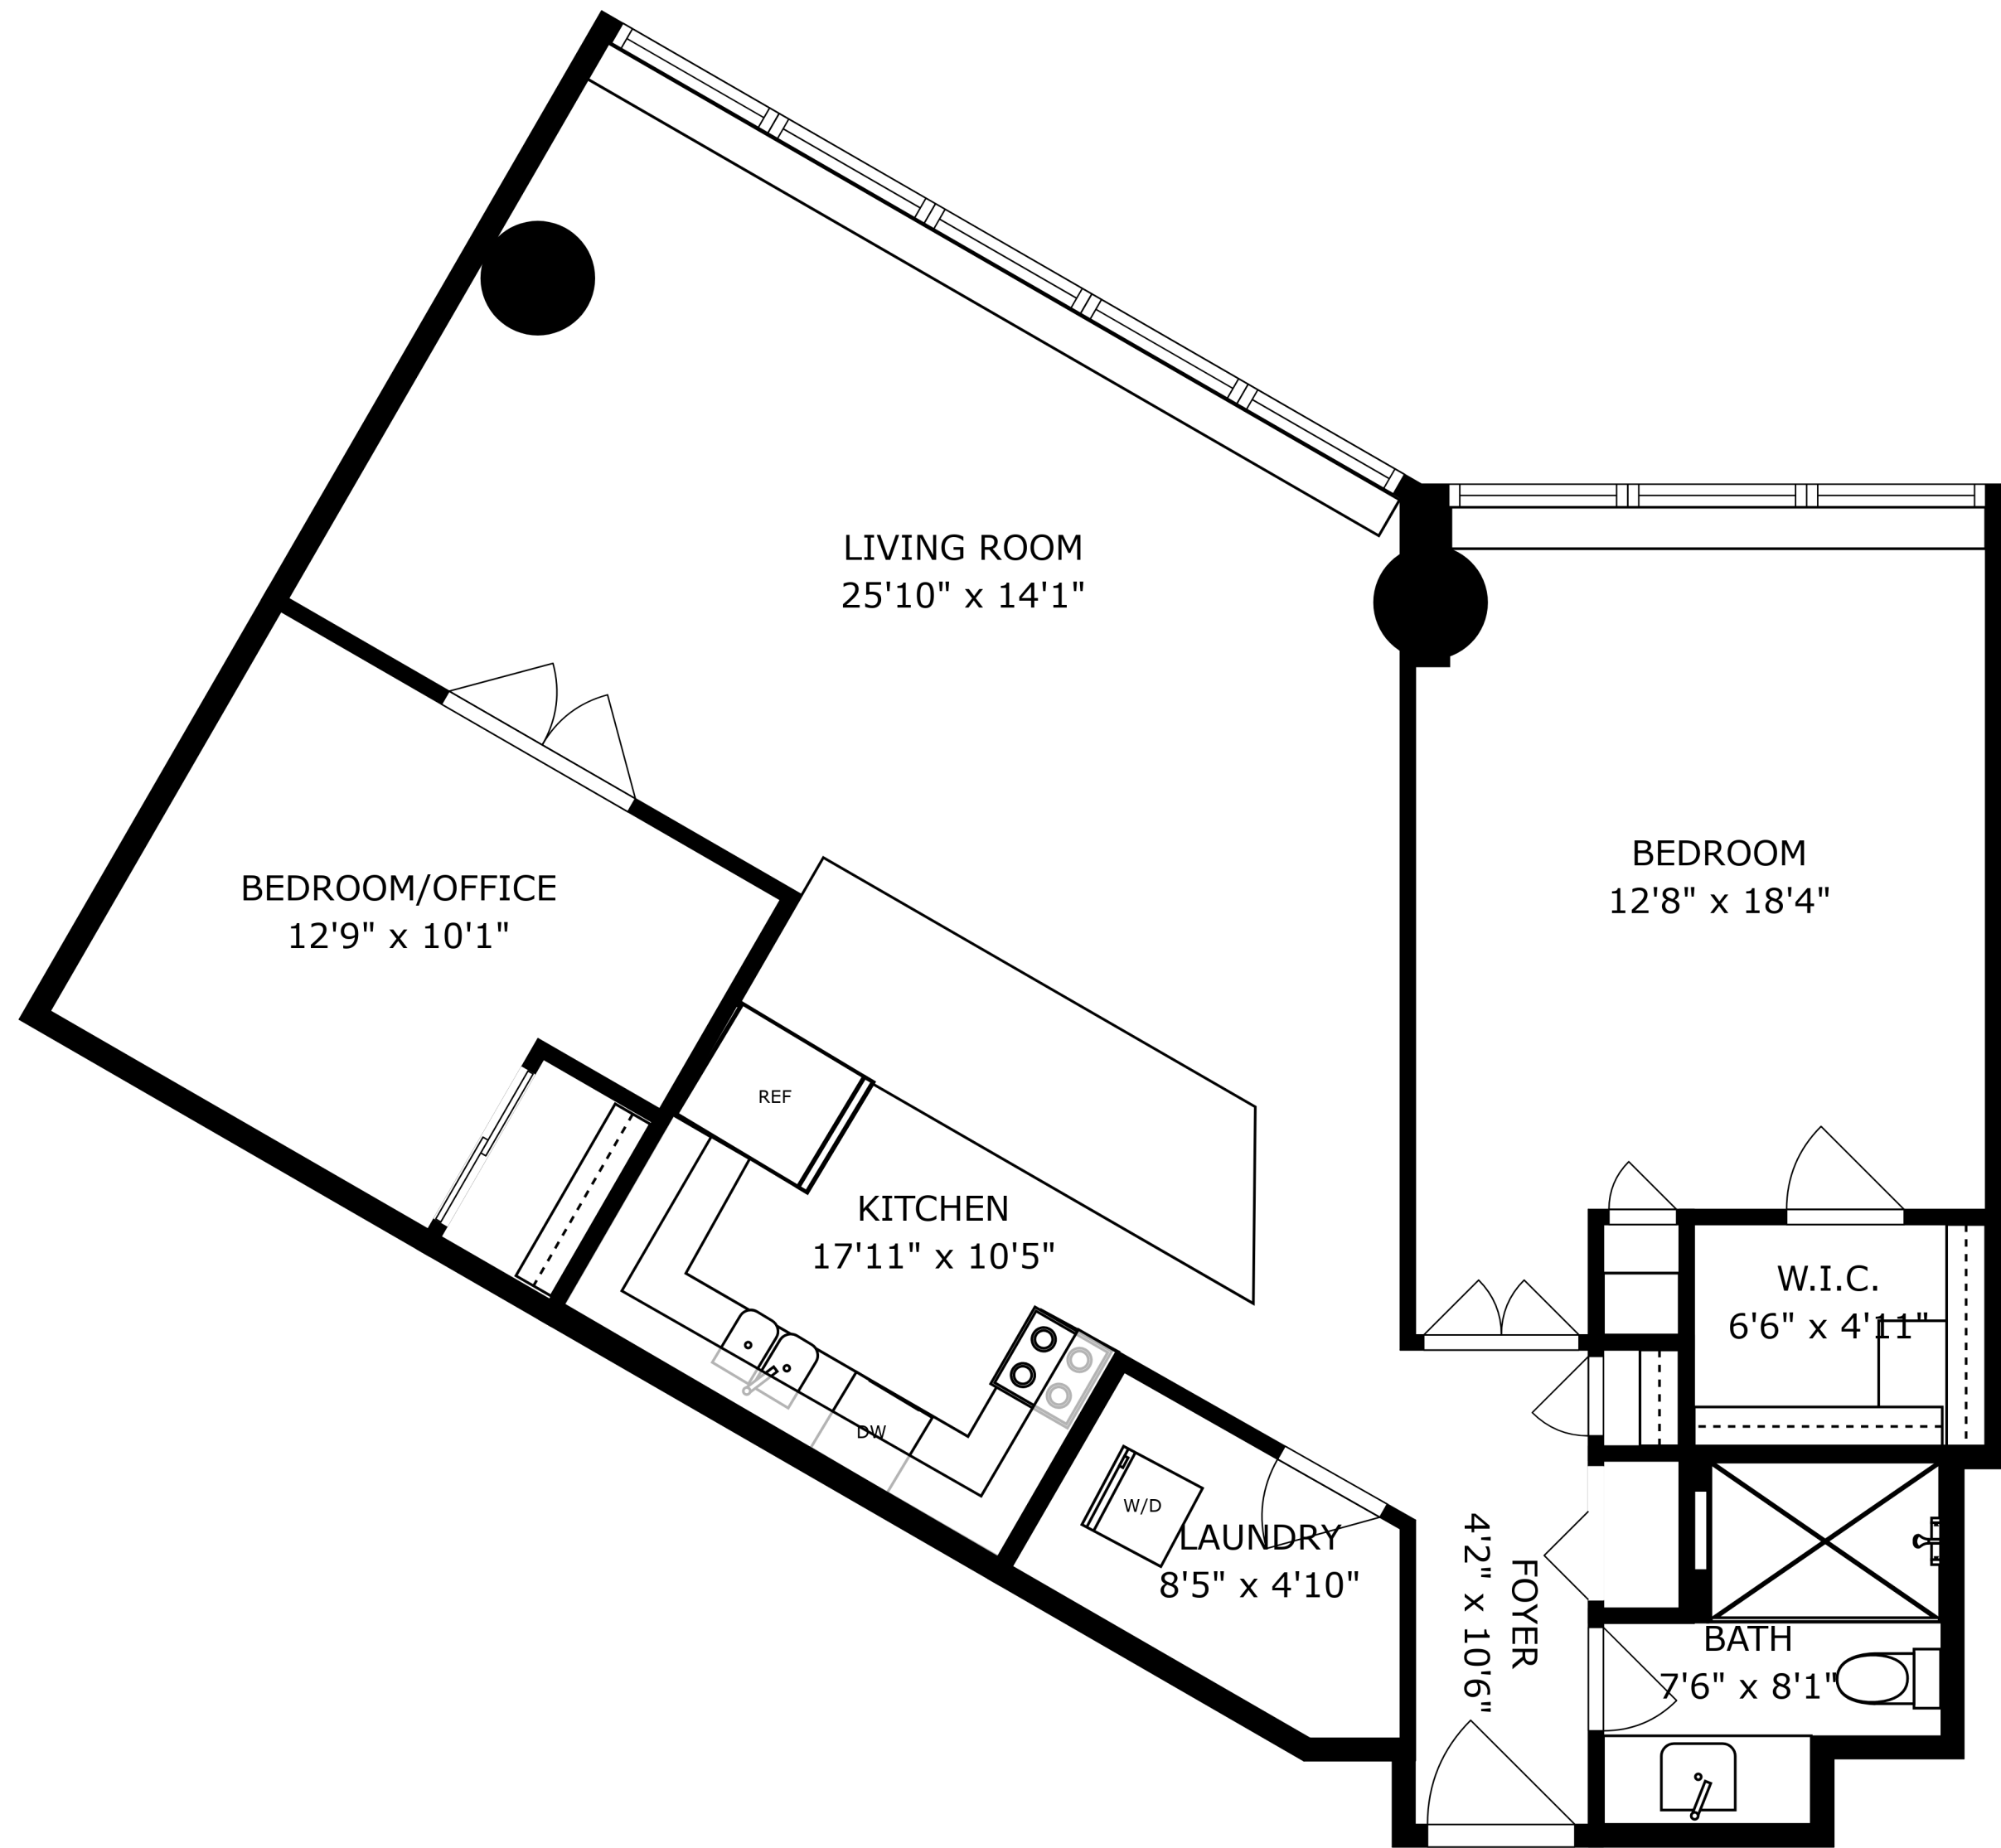 LIVING ROOM
25'10" x 14'1"
BEDROOM
12'8" x 18'4"
BEDROOM/OFFICE
12'9" x 10'1"
REF
KITCHEN
17'11" x 10'5"
W.I.C.
6'6" x 4'11"
DW
W/D
LAUNDRY
8'5" x 4'10"
FOYER
4'2" x 10'6"
BATH
7'6" x 8'1"